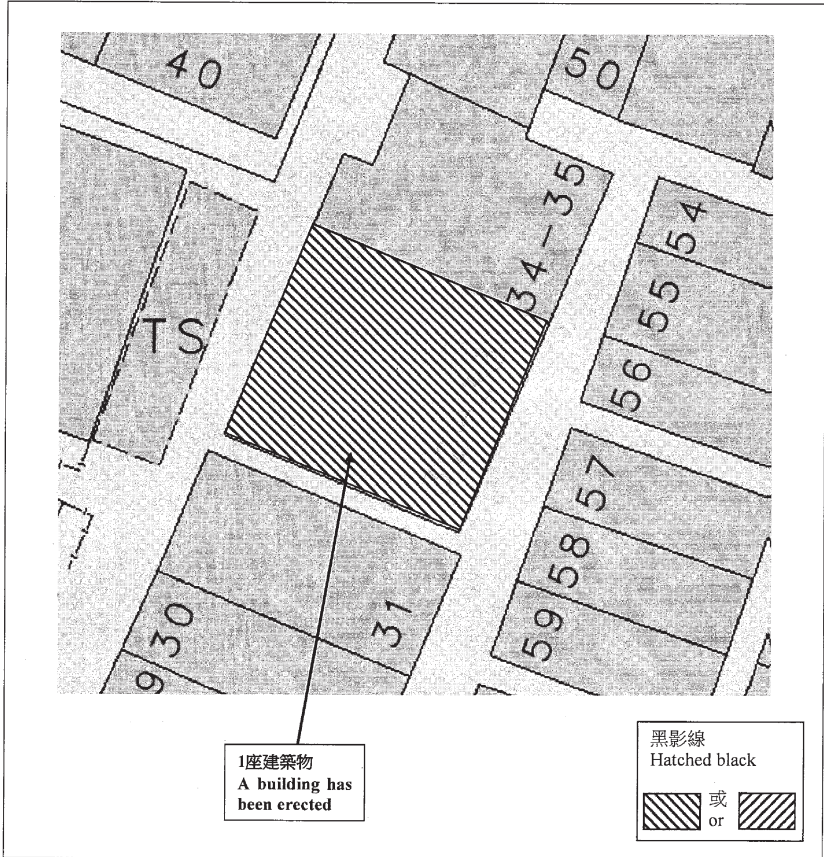 40
50
34-35
54
TS
55
56
57
58
31
59
30
9
1座建築物
A building has
been erected
黑影線
Hatched black
或
or